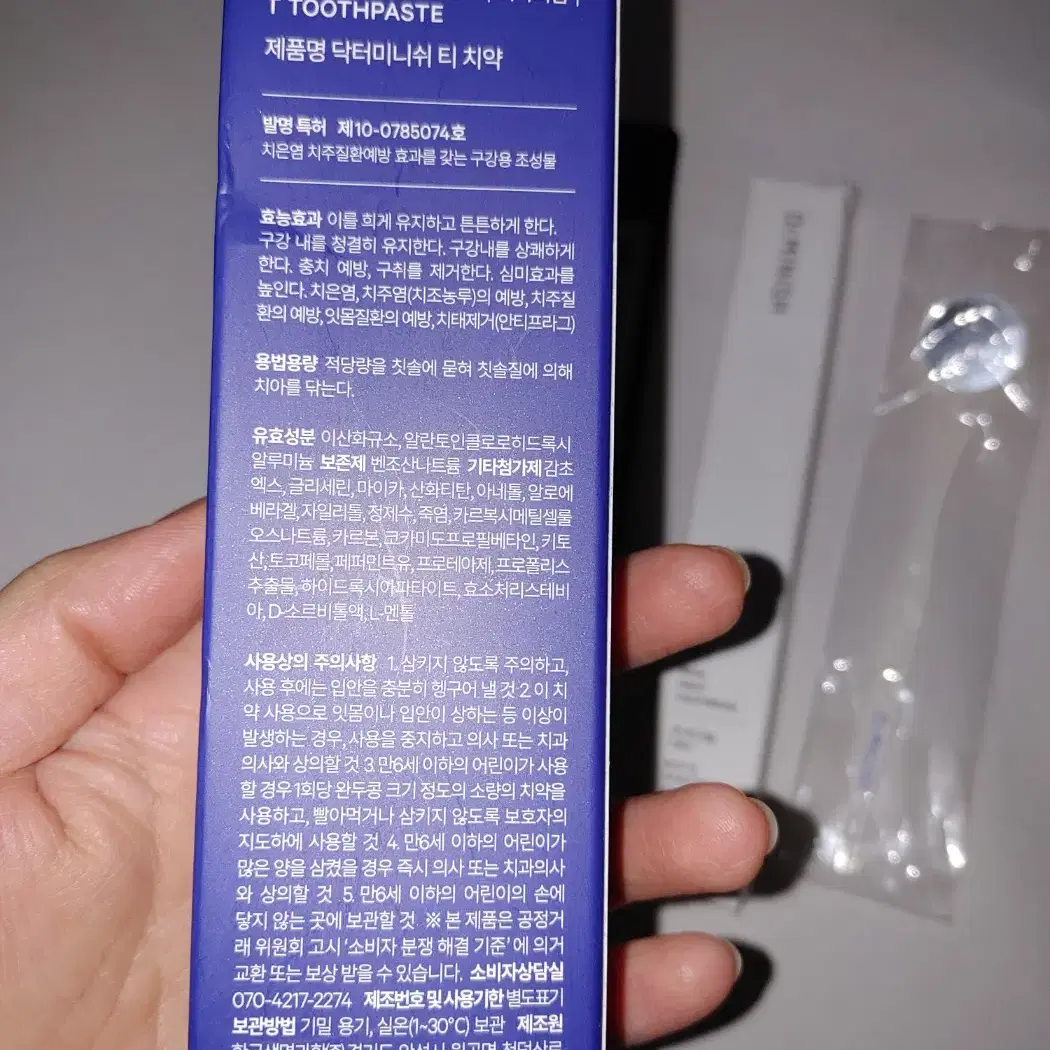 T TOOTHPASTE
제품명 닥터미니쉬 티 치약
발명 특허 제10-0785074호
치은염 치주질환예방 효과를 갖는 구강용 조성물
효능효과 이를 희게 유지하고 튼튼하게 한다.
구강 내를 청결히 유지한다. 구강내를 상쾌하게
한다. 충치 예방, 구취를 제거한다. 심미효과를
높인다. 치은염, 치주염(치조농루)의 예방, 치주질
환의 예방, 잇몸질환의 예방, 치태제거(안티프라그)
용법용량 적당량을 칫솔에 묻혀 칫솔질에 의해
치아를 닦는다.
유효성분 이산화규소, 알란토인클로로히드록시
알루미늄 보존제 벤조산나트륨 기타첨가제 감초
엑스, 글리세린, 마이카, 산화티탄, 아네톨, 알로에
베라겔, 자일리톨, 정제수, 죽염, 카르복시메틸셀룰
오스나트륨, 카르본, 코카미도프로필베타인, 키토
산, 토코페롤, 페퍼민트유, 프로테아제, 프로폴리스
추출물, 하이드록시아파타이트, 효소처리스테비
아, D-소르비톨액, L-멘톨
사용상의 주의사항 1. 삼키지 않도록 주의하고,
사용 후에는 입안을 충분히 헹구어 낼 것 2 이 치
약 사용으로 잇몸이나 입안이 상하는 등 이상이
발생하는 경우, 사용을 중지하고 의사 또는 치과
의사와 상의할 것 3. 만6세 이하의 어린이가 사용
할 경우 1회당 완두콩 크기 정도의 소량의 치약을
사용하고, 빨아먹거나 삼키지 않도록 보호자의
지도하에 사용할 것 4. 만6세 이하의 어린이가
많은 양을 삼켰을 경우 즉시 의사 또는 치과의사
와 상의할 것 5. 만6세 이하의 어린이의 손에
닿지 않는 곳에 보관할 것 ※ 본 제품은 공정거
래 위원회 고시 '소비자 분쟁 해결 기준' 에 의거
교환 또는 보상 받을 수 있습니다. 소비자상담실
070-4217-2274 제조번호 및 사용기한 별도표기
보관방법 기밀 용기, 실온(1~30℃) 보관 제조원